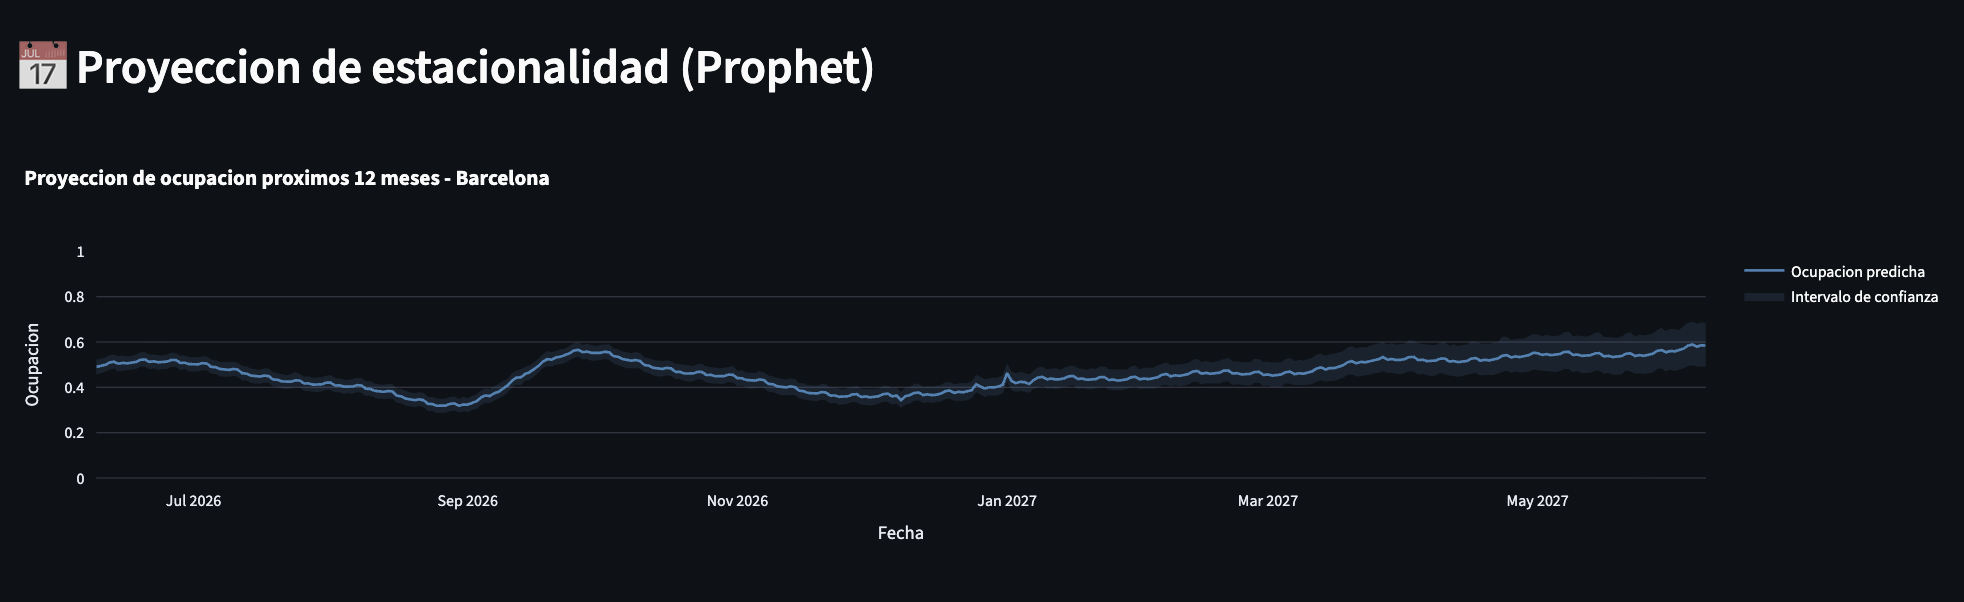 JUL
17
Proyeccion de estacionalidad (Prophet)
Proyeccion de ocupacion proximos 12 meses - Barcelona
1
0.8
0.6
0.4
0.2
0
Ocupacion
Jul 2026
Sep 2026
Nov 2026
Jan 2027
Mar 2027
May 2027
Fecha
Ocupacion predicha
Intervalo de confianza